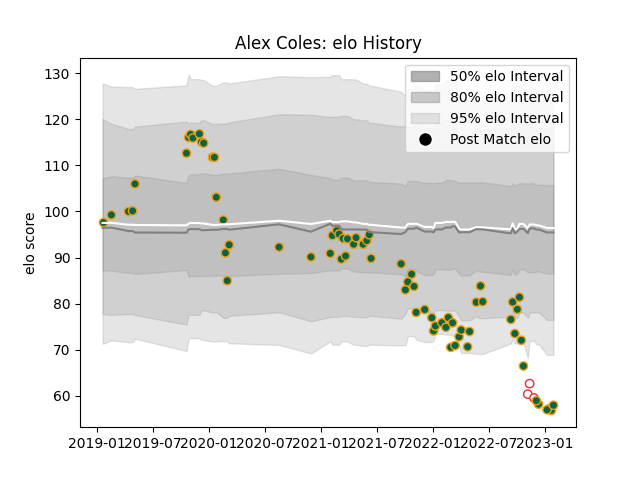 Alex Coles: elo History
130
120
110
100
90
80
70
60
elo score
50% elo Interval
80% elo Interval
95% elo Interval
Post Match elo
2019-01 2019-07 2020-01 2020-07 2021-01 2021-07 2022-01 2022-07 2023-01